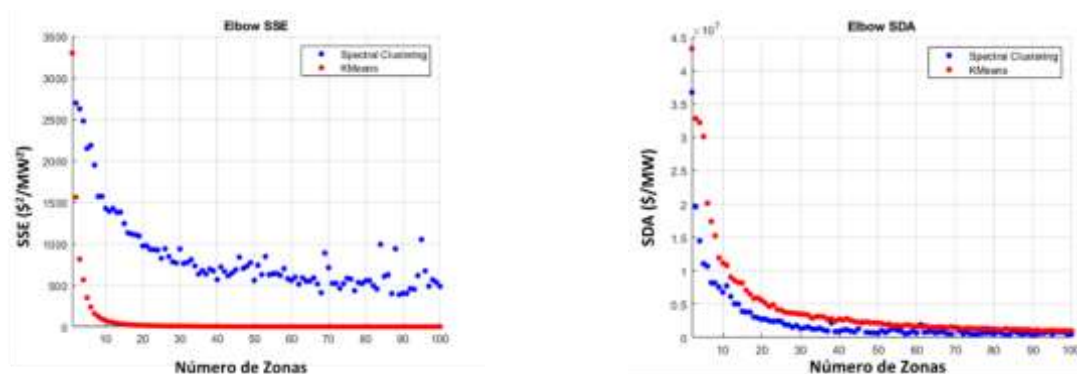 Elbow SSE
3500
3000
2500
2000
1500
1000
500
0
10 20 30 40 50 60 70 80 90 100
SSE ($²/MW²)
Número de Zonas
Spectral Clustering
KMeans
Elbow SDA
×10⁷
4.5
4
3.5
3
2.5
2
1.5
1
0.5
0
10 20 30 40 50 60 70 80 90 100
SDA ($/MW)
Número de Zonas
Spectral Clustering
KMeans